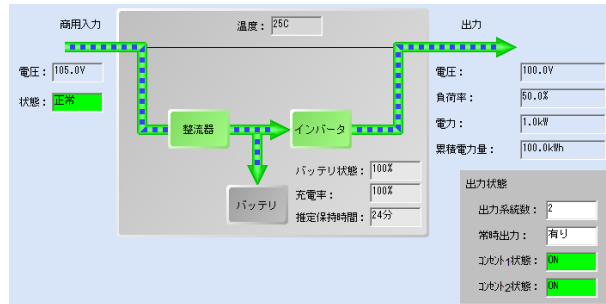 商用入力
温度： 25C
出力
電圧： 105.0V
状態： 正常
整流器
インバータ
バッテリ
バッテリ状態： 100%
充電率： 100%
推定保持時間： 24分
電圧： 100.0V
負荷率： 50.0%
電力： 1.0kW
累積電力量： 100.0kWh
出力状態
出力系統数： 2
常時出力： 有り
コンセント1状態： ON
コンセント2状態： ON